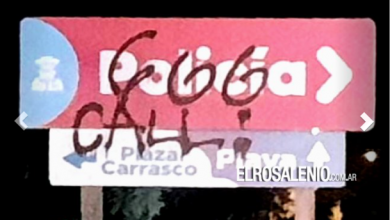 Policía
666
CALLI
Plaza
Carrasco
Playa
ELROSALENIO.COM.AR